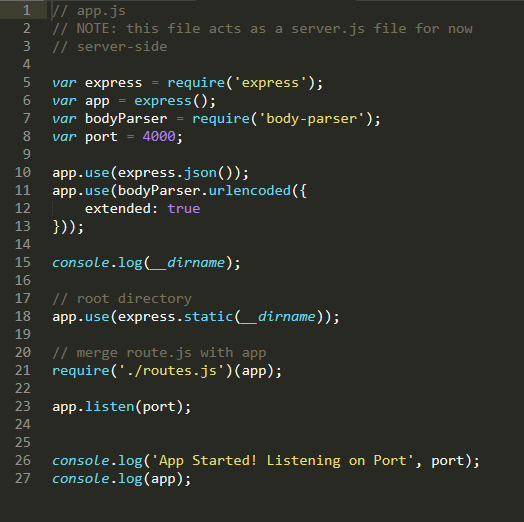 1 // app.js
2 // NOTE: this file acts as a server.js file for now
3 // server-side
4
5 var express = require('express');
6 var app = express();
7 var bodyParser = require('body-parser');
8 var port = 4000;
9
10 app.use(express.json());
11 app.use(bodyParser.urlencoded({
12     extended: true
13 }));
14
15 console.log(__dirname);
16
17 // root directory
18 app.use(express.static(__dirname));
19
20 // merge route.js with app
21 require('./routes.js')(app);
22
23 app.listen(port);
24
25
26 console.log('App Started! Listening on Port', port);
27 console.log(app);